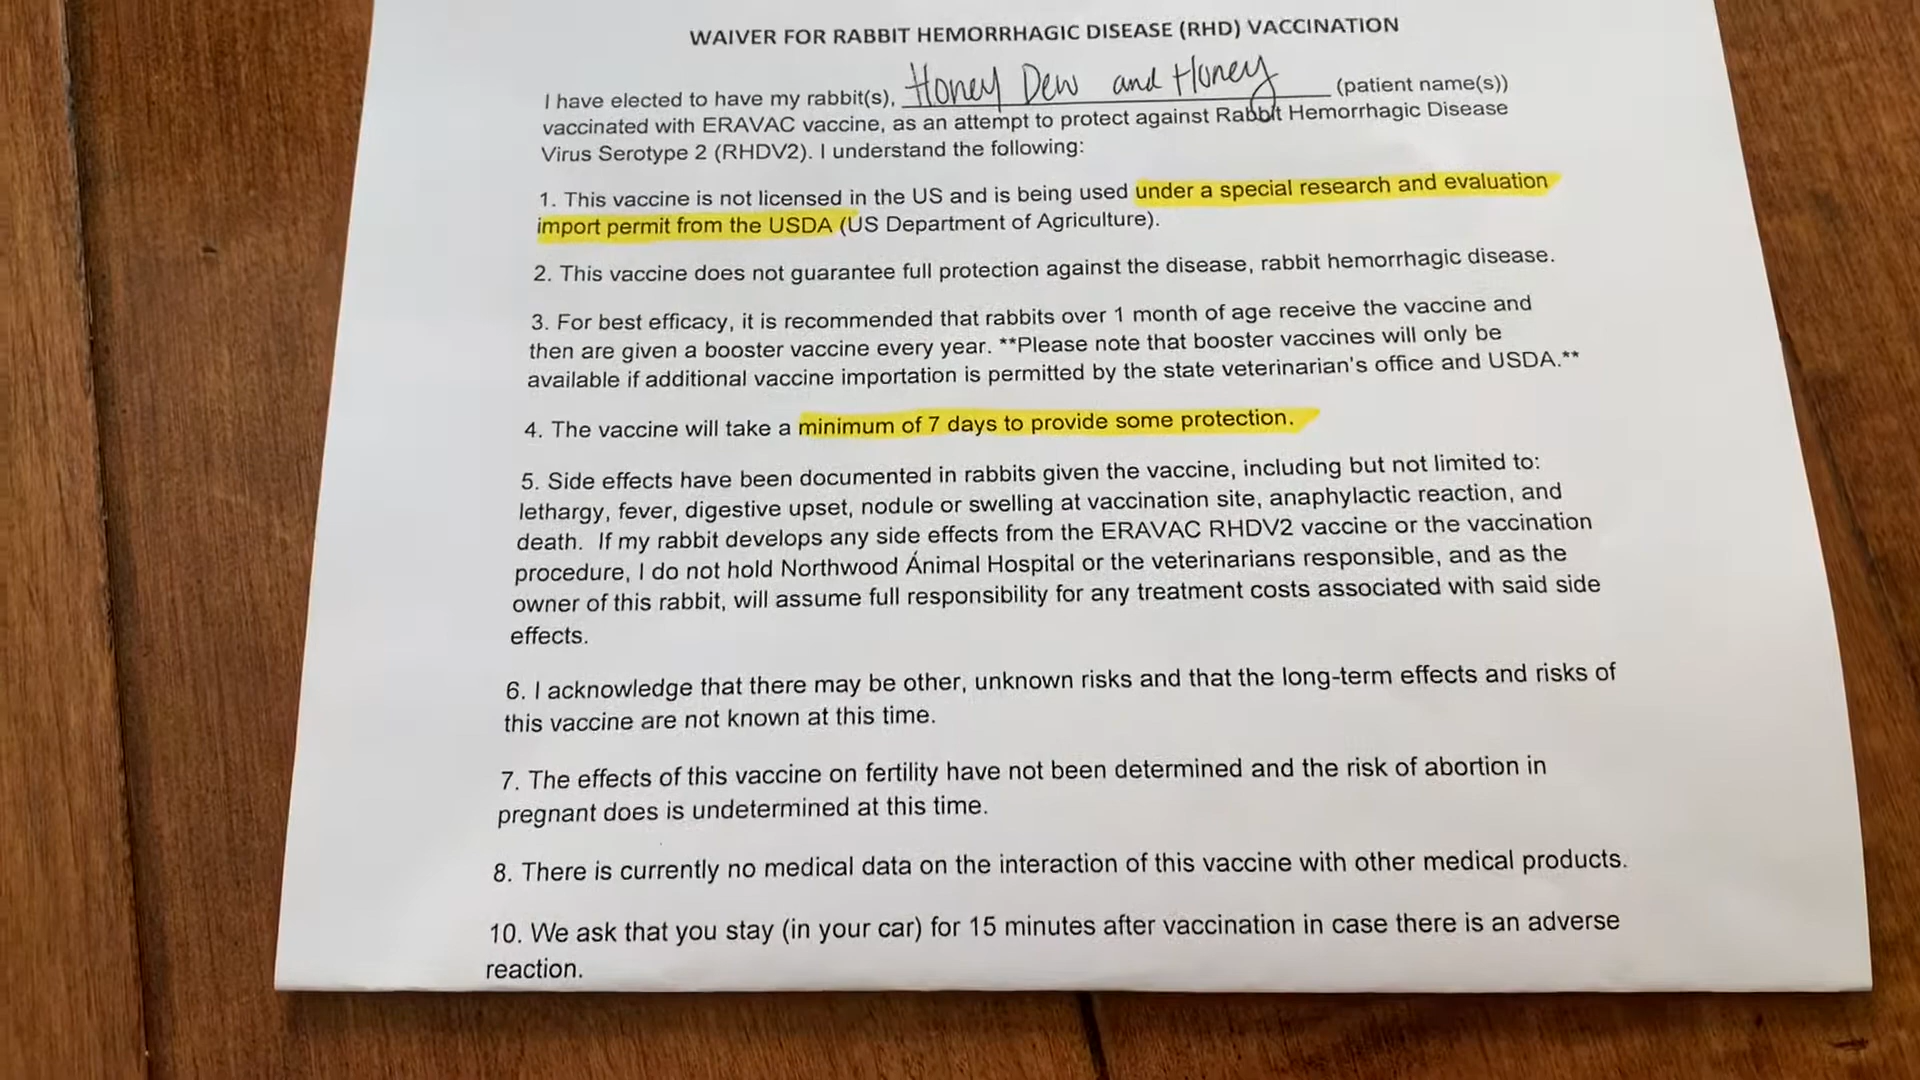 WAIVER FOR RABBIT HEMORRHAGIC DISEASE (RHD) VACCINATION
I have elected to have my rabbit(s), Honey Dew and Honey (patient name(s))
vaccinated with ERAVAC vaccine, as an attempt to protect against Rabbit Hemorrhagic Disease
Virus Serotype 2 (RHDV2). I understand the following:
1. This vaccine is not licensed in the US and is being used under a special research and evaluation
import permit from the USDA (US Department of Agriculture).
2. This vaccine does not guarantee full protection against the disease, rabbit hemorrhagic disease.
3. For best efficacy, it is recommended that rabbits over 1 month of age receive the vaccine and
then are given a booster vaccine every year. **Please note that booster vaccines will only be
available if additional vaccine importation is permitted by the state veterinarian's office and USDA.**
4. The vaccine will take a minimum of 7 days to provide some protection.
5. Side effects have been documented in rabbits given the vaccine, including but not limited to:
lethargy, fever, digestive upset, nodule or swelling at vaccination site, anaphylactic reaction, and
death. If my rabbit develops any side effects from the ERAVAC RHDV2 vaccine or the vaccination
procedure, I do not hold Northwood Ánimal Hospital or the veterinarians responsible, and as the
owner of this rabbit, will assume full responsibility for any treatment costs associated with said side
effects.
6. I acknowledge that there may be other, unknown risks and that the long-term effects and risks of
this vaccine are not known at this time.
7. The effects of this vaccine on fertility have not been determined and the risk of abortion in
pregnant does is undetermined at this time.
8. There is currently no medical data on the interaction of this vaccine with other medical products.
10. We ask that you stay (in your car) for 15 minutes after vaccination in case there is an adverse
reaction.